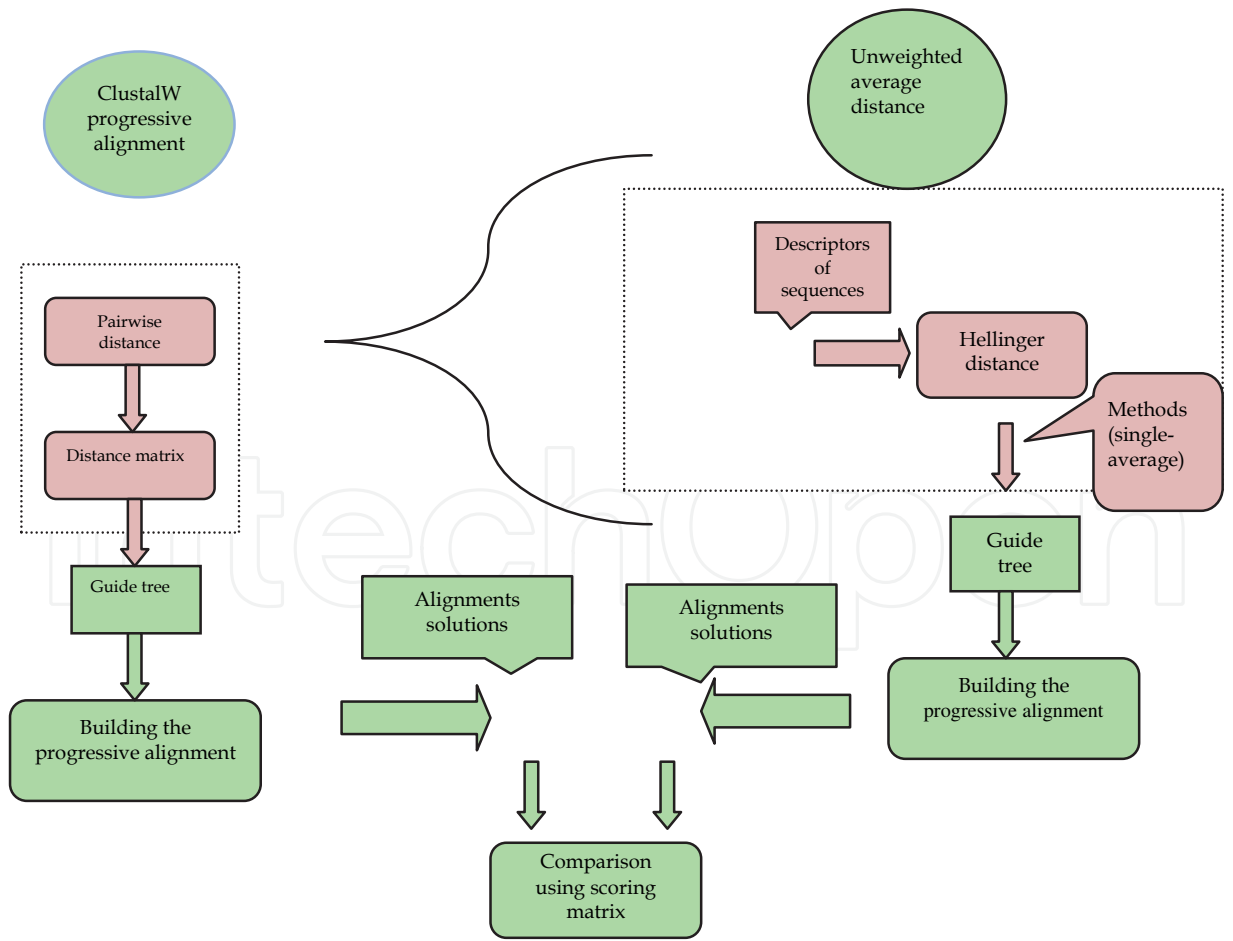 ClustalW
progressive
alignment
Pairwise
distance
Distance matrix
Guide tree
Building the
progressive alignment
Unweighted
average
distance
Descriptors
of
sequences
Hellinger
distance
Methods
(single-
average)
Guide
tree
Building the
progressive alignment
Alignments
solutions
Alignments
solutions
Comparison
using scoring
matrix
intechOpen